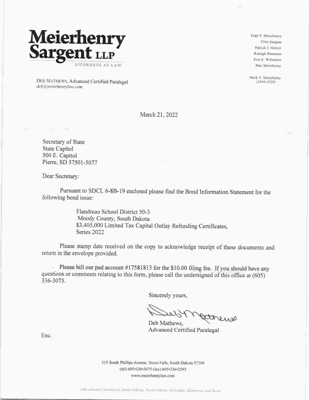 Meierhenry
Sargent LLP
ATTORNEYS AT LAW
Todd V. Meierhenry
Clint Sargent
Patrick J. Glover
Raleigh Hansman
Erin E. Willadsen
Max Meierhenry
Mark V. Meierhenry
(1944-2020)
DEB MATHEWS, Advanced Certified Paralegal
deb@meierhenrylaw.com
March 21, 2022
Secretary of State
State Capitol
500 E. Capitol
Pierre, SD 57501-5077
Dear Secretary:
Pursuant to SDCL 6-8B-19 enclosed please find the Bond Information Statement for the
following bond issue:
Flandreau School District 50-3
Moody County, South Dakota
$3,405,000 Limited Tax Capital Outlay Refunding Certificates,
Series 2022
Please stamp date received on the copy to acknowledge receipt of these documents and
return in the envelope provided.
Please bill our pad account #17581813 for the $10.00 filing fee. If you should have any
questions or comments relating to this form, please call the undersigned of this office at (605)
336-3075.
Sincerely yours,
Deb Mathews
Deb Mathews,
Advanced Certified Paralegal
Enc.
315 South Phillips Avenue, Sioux Falls, South Dakota 57104
(tel) 605•336•3075 (fax) 605•336•2593
www.meierhenrylaw.com